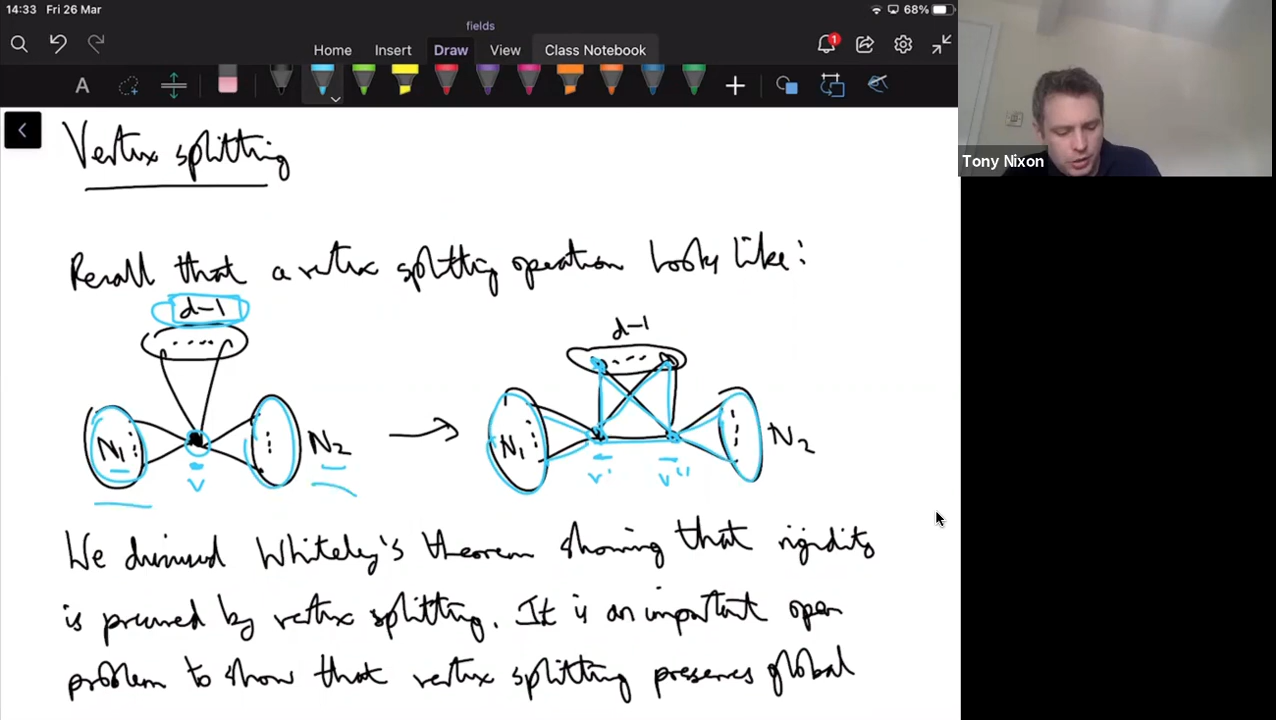 14:33 Fri 26 Mar
68%
fields
Home Insert Draw View Class Notebook
1
A
Tony Nixon
Vertex splitting
Recall that a vertex splitting operation looks like:
d-1
d-1
N1
v
N2
N1
v'
v''
N2
We discussed Whiteley's theorem showing that rigidity
is preserved by vertex splitting. It is an important open
problem to show that vertex splitting preserves global